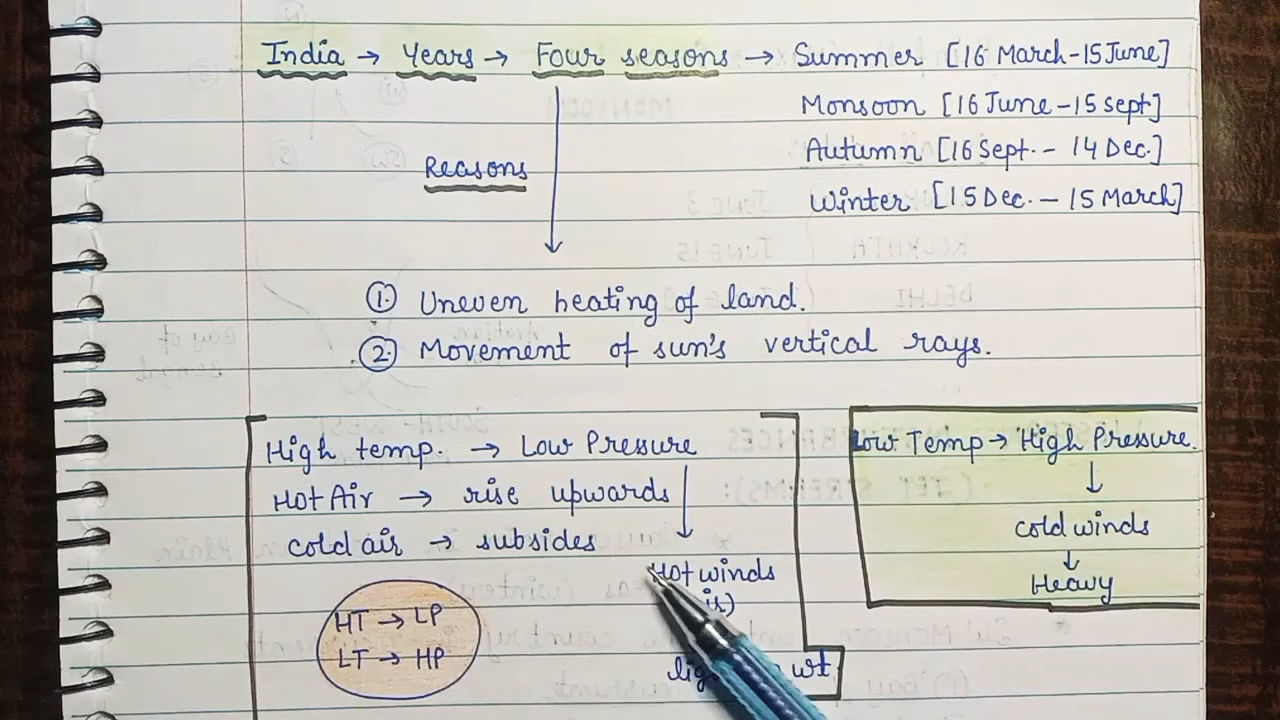 India → Years → Four seasons → Summer [16 March-15 June]
Monsoon [16 June-15 Sept]
Autumn [16 Sept.- 14 Dec.]
Winter [15 Dec. - 15 March]
Reasons
① Uneven heating of land.
② Movement of sun's vertical rays.
High temp. → Low Pressure
Hot Air → rise upwards
cold air → subsides
Hot winds
wt
HT → LP
LT → HP
Low Temp → High Pressure.
↓
cold winds
↓
Heavy